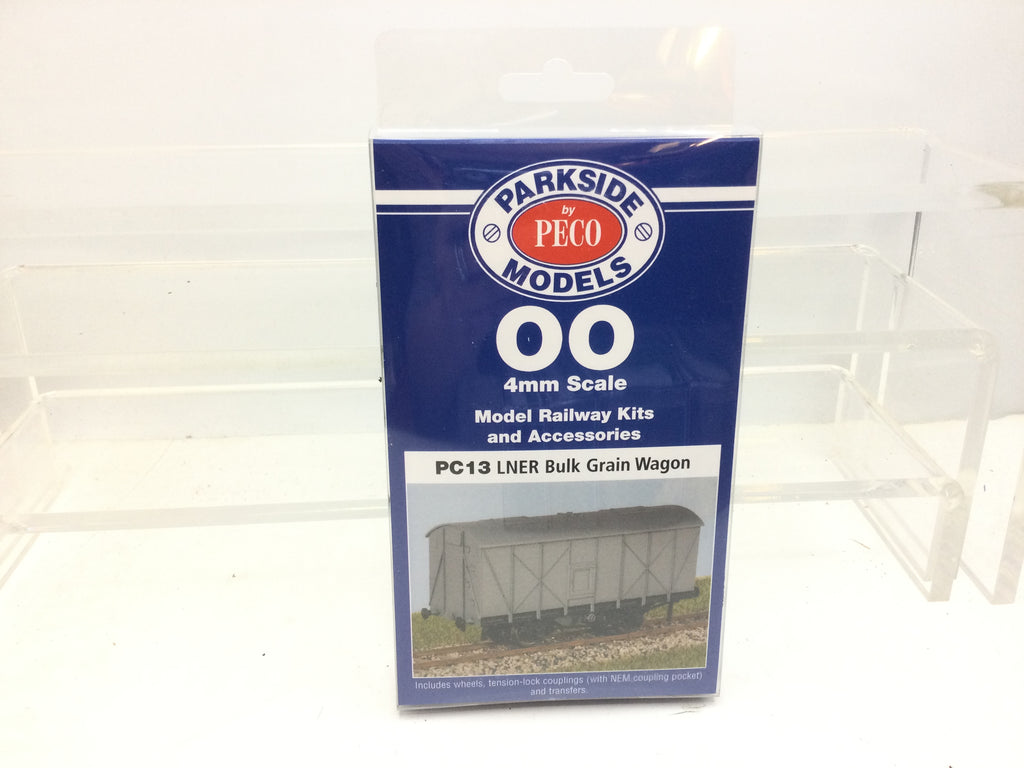 PARKSIDE
by
PECO
MODELS
OO
4mm Scale
Model Railway Kits
and Accessories
PC13 LNER Bulk Grain Wagon
Includes wheels, tension-lock couplings (with NEM coupling pocket)
and transfers.